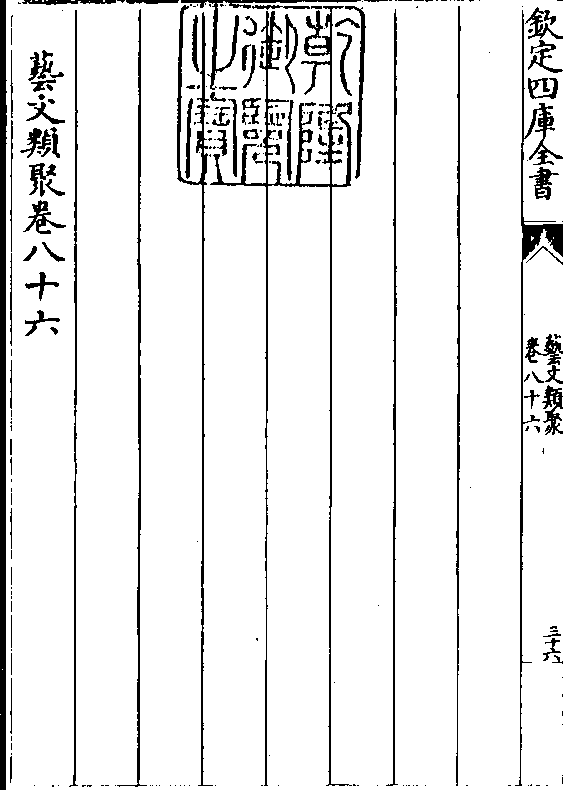 欽定四庫全書
藝文類聚
卷八十六
三十六
乾隆御覽之寶
藝文類聚卷八十六